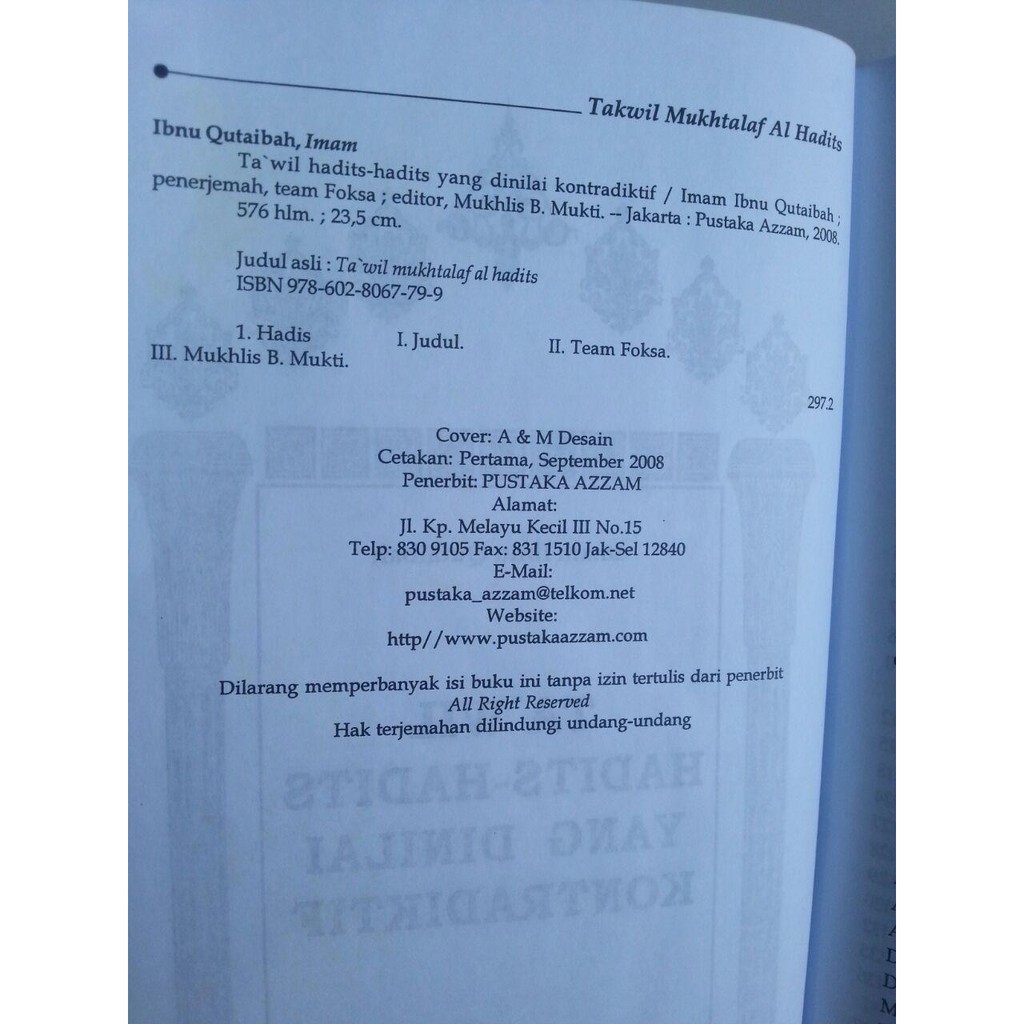 Takwil Mukhtalaf Al Hadits
Ibnu Qutaibah, Imam
Ta`wil hadits-hadits yang dinilai kontradiktif / Imam Ibnu Qutaibah ;
penerjemah, team Foksa ; editor, Mukhlis B. Mukti. -- Jakarta : Pustaka Azzam, 2008.
576 hlm. ; 23,5 cm.
Judul asli : Ta`wil mukhtalaf al hadits
ISBN 978-602-8067-79-9
1. Hadis I. Judul. II. Team Foksa.
III. Mukhlis B. Mukti.
297.2
Cover: A & M Desain
Cetakan: Pertama, September 2008
Penerbit: PUSTAKA AZZAM
Alamat:
Jl. Kp. Melayu Kecil III No.15
Telp: 830 9105 Fax: 831 1510 Jak-Sel 12840
E-Mail:
pustaka_azzam@telkom.net
Website:
http//www.pustakaazzam.com
Dilarang memperbanyak isi buku ini tanpa izin tertulis dari penerbit
All Right Reserved
Hak terjemahan dilindungi undang-undang
HADITS-HADITS
YANG DINILAI
KONTRADIKTIF